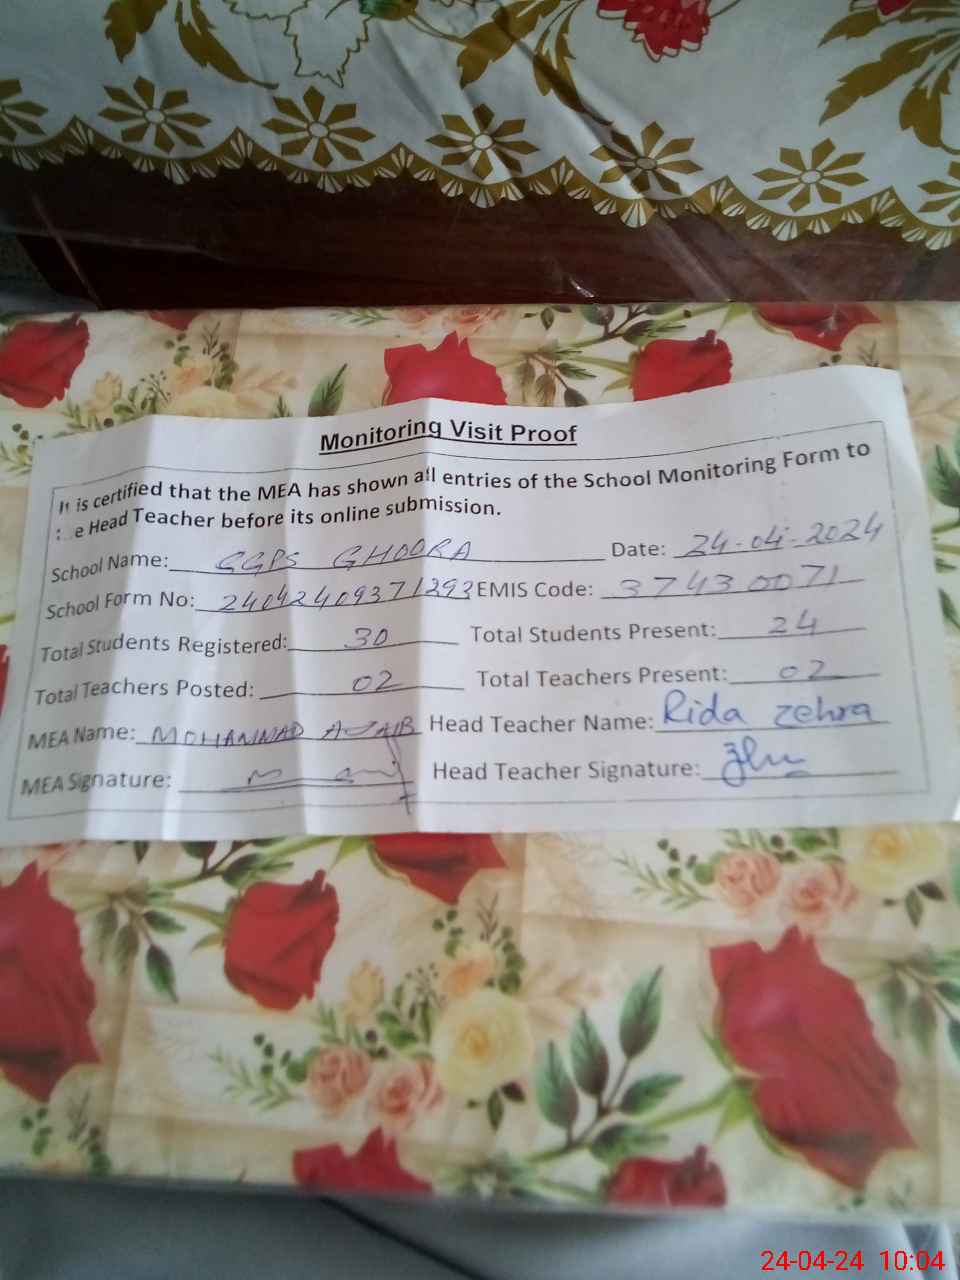 Monitoring Visit Proof
It is certified that the MEA has shown all entries of the School Monitoring Form to
e Head Teacher before its online submission.
School Name: GGPS GHOORA Date: 24-04-2024
School Form No: 24042409371293 EMIS Code: 37430071
Total Students Registered: 30 Total Students Present: 24
Total Teachers Posted: 02 Total Teachers Present: 02
MEA Name: MOHAMMAD Head Teacher Name: Rida Zehra
MEA Signature: Head Teacher Signature:
24-04-24 10:04